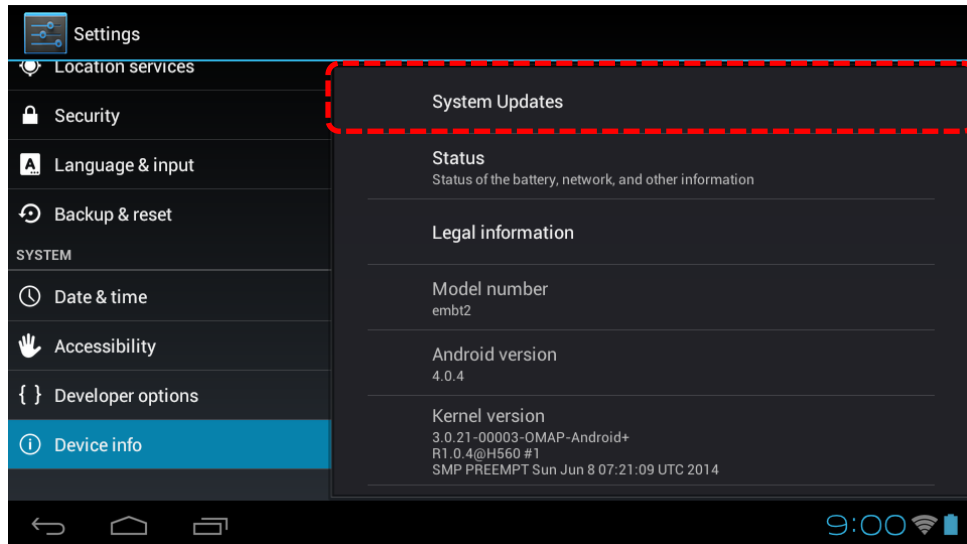 Settings
Location services
Security
Language & input
Backup & reset
SYSTEM
Date & time
Accessibility
{ } Developer options
Device info
System Updates
Status
Status of the battery, network, and other information
Legal information
Model number
embt2
Android version
4.0.4
Kernel version
3.0.21-00003-OMAP-Android+
R1.0.4@H560 #1
SMP PREEMPT Sun Jun 8 07:21:09 UTC 2014
9:00